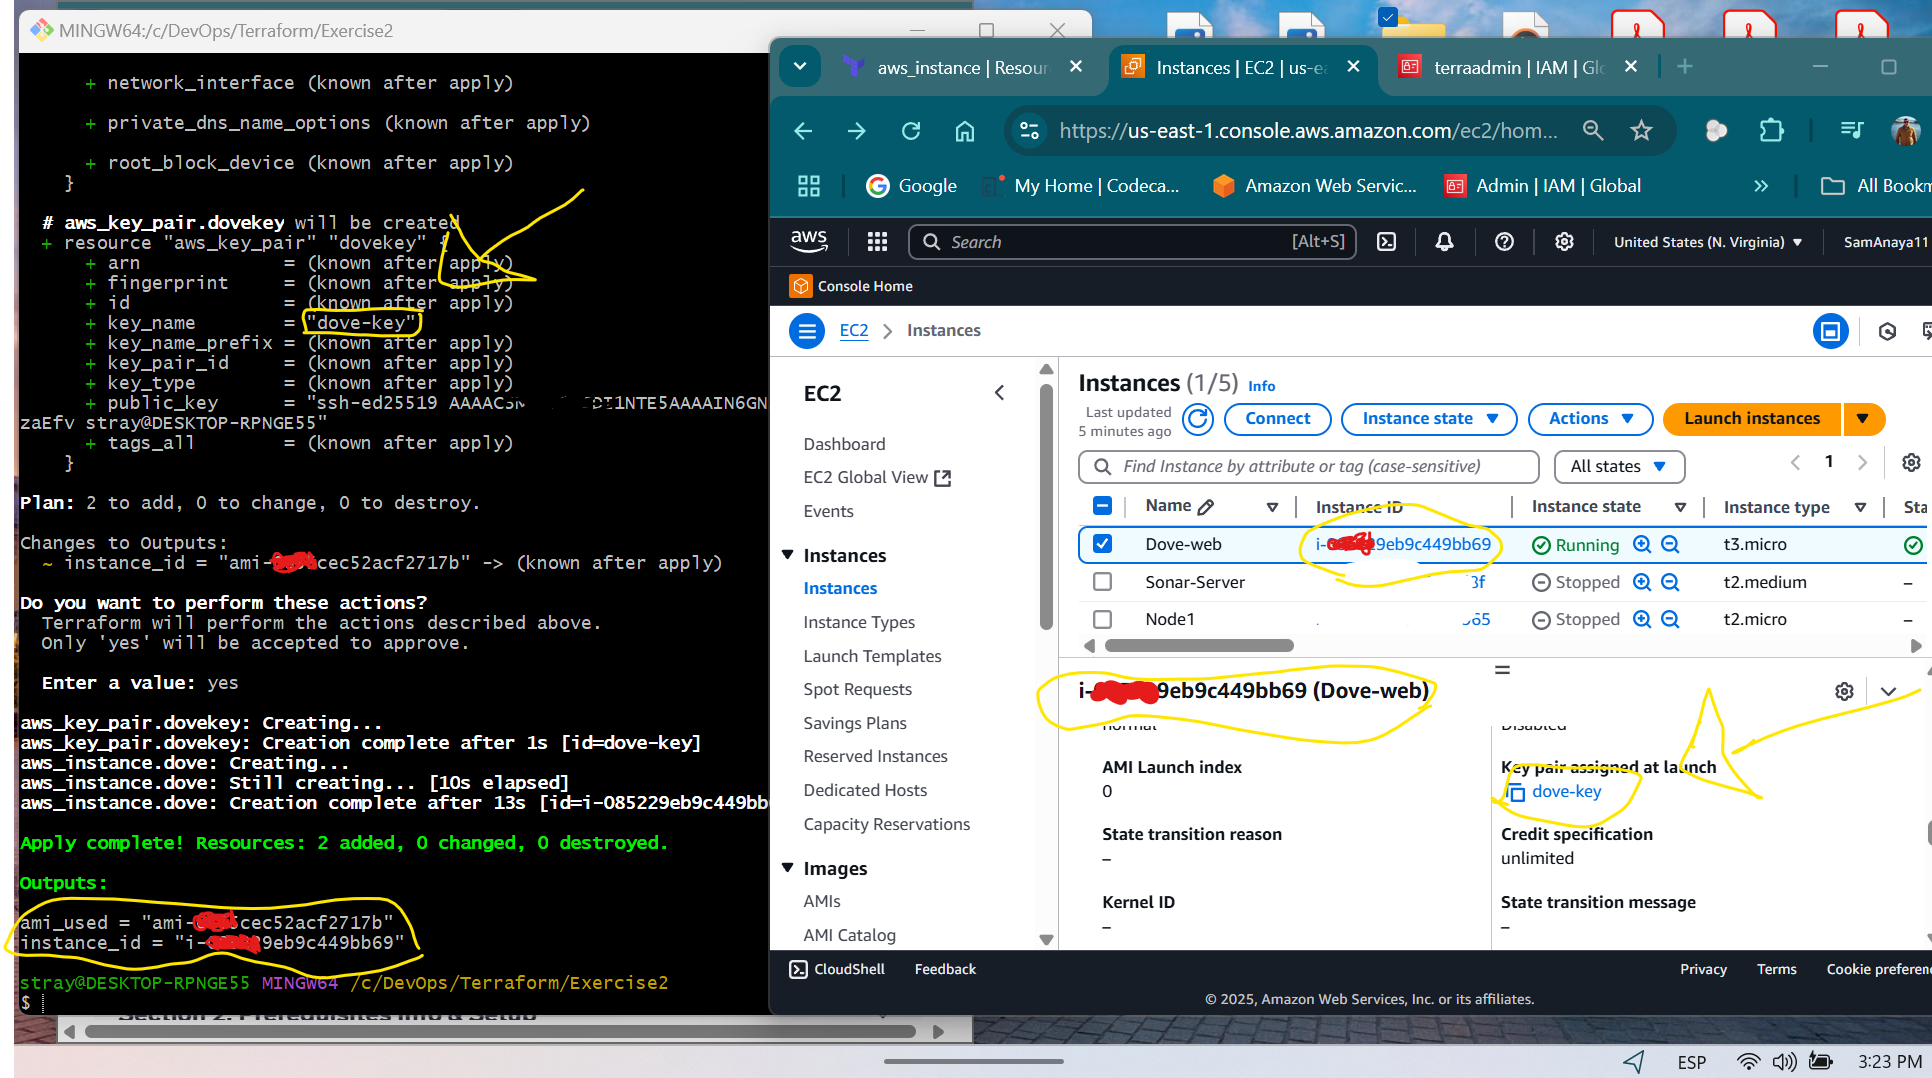 MINGW64:/c/DevOps/Terraform/Exercise2
+ network_interface (known after apply)
+ private_dns_name_options (known after apply)
+ root_block_device (known after apply)
}
# aws_key_pair.dovekey will be created
+ resource "aws_key_pair" "dovekey" {
+ arn = (known after apply)
+ fingerprint = (known after apply)
+ id = (known after apply)
+ key_name = "dove-key"
+ key_name_prefix = (known after apply)
+ key_pair_id = (known after apply)
+ key_type = (known after apply)
+ public_key = "ssh-ed25519
zaEfv stray@DESKTOP-RPNGE55"
+ tags_all = (known after apply)
}
Plan: 2 to add, 0 to change, 0 to destroy.
Changes to Outputs:
~ instance_id = "ami- cec52acf2717b" -> (known after apply)
Do you want to perform these actions?
Terraform will perform the actions described above.
Only 'yes' will be accepted to approve.
Enter a value: yes
aws_key_pair.dovekey: Creating...
aws_key_pair.dovekey: Creation complete after 1s [id=dove-key]
aws_instance.dove: Creating...
aws_instance.dove: Still creating... [10s elapsed]
aws_instance.dove: Creation complete after 13s [id=i-085229eb9c449bb
Apply complete! Resources: 2 added, 0 changed, 0 destroyed.
Outputs:
ami_used = "ami- cec52acf2717b"
instance_id = "i- 9eb9c449bb69"
stray@DESKTOP-RPNGE55 MINGW64 /c/DevOps/Terraform/Exercise2
$
aws_instance | Resour
Instances | EC2 | us-ea
terraadmin | IAM | Glo
https://us-east-1.console.aws.amazon.com/ec2/hom...
Google
My Home | Codeca...
Amazon Web Servic...
Admin | IAM | Global
»
All Bookm
aws
Search [Alt+S]
United States (N. Virginia)
SamAnaya11
Console Home
EC2 > Instances
EC2
Dashboard
EC2 Global View
Events
Instances
Instances
Instance Types
Launch Templates
Spot Requests
Savings Plans
Reserved Instances
Dedicated Hosts
Capacity Reservations
Images
AMIs
AMI Catalog
Instances (1/5) Info
Last updated
5 minutes ago
Connect
Instance state
Actions
Launch instances
Find Instance by attribute or tag (case-sensitive)
All states
1
Name Instance ID Instance state Instance type Sta
Dove-web i- 9eb9c449bb69 Running t3.micro
Sonar-Server 8f Stopped t2.medium –
Node1 Stopped t2.micro –
i- 9eb9c449bb69 (Dove-web)
normal
Disabled
AMI Launch index
0
Key pair assigned at launch
dove-key
State transition reason
–
Credit specification
unlimited
Kernel ID
–
State transition message
–
CloudShell Feedback
Privacy Terms Cookie preferen
© 2025, Amazon Web Services, Inc. or its affiliates.
ESP
3:23 PM